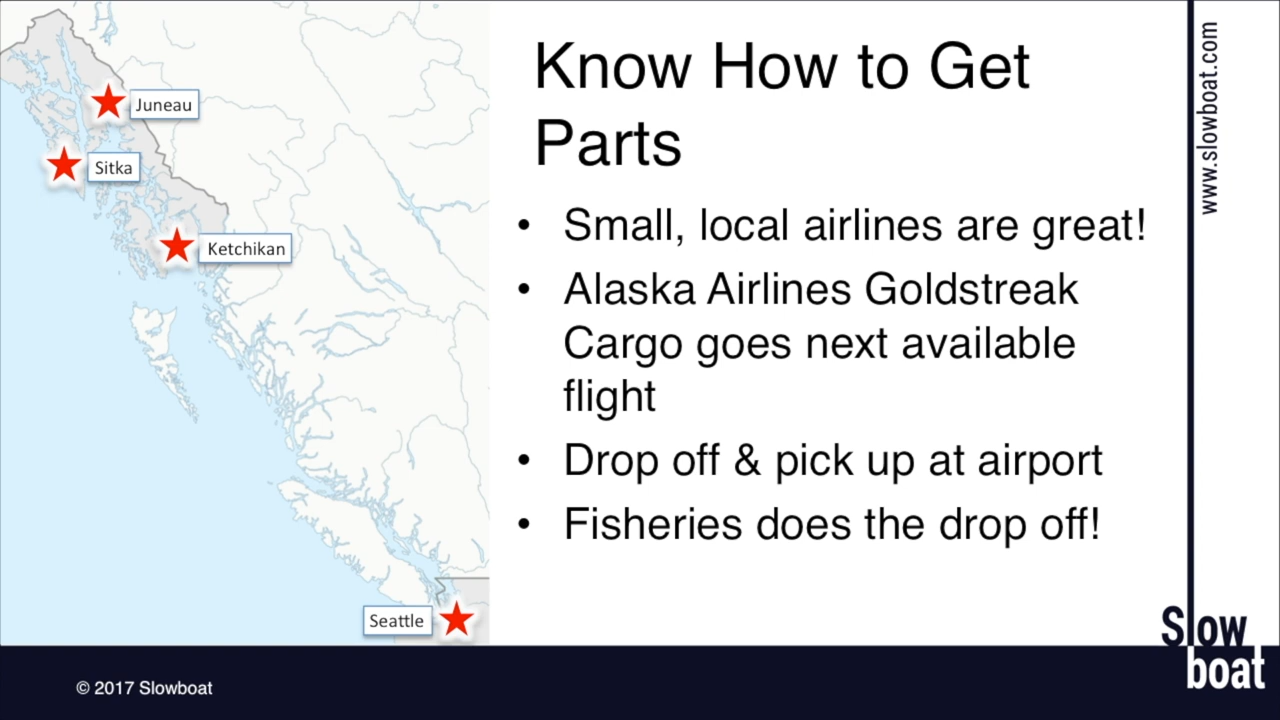 Juneau
Sitka
Ketchikan
Seattle
Know How to Get
Parts
• Small, local airlines are great!
• Alaska Airlines Goldstreak
Cargo goes next available
flight
• Drop off & pick up at airport
• Fisheries does the drop off!
www.slowboat.com
Slow
boat
© 2017 Slowboat